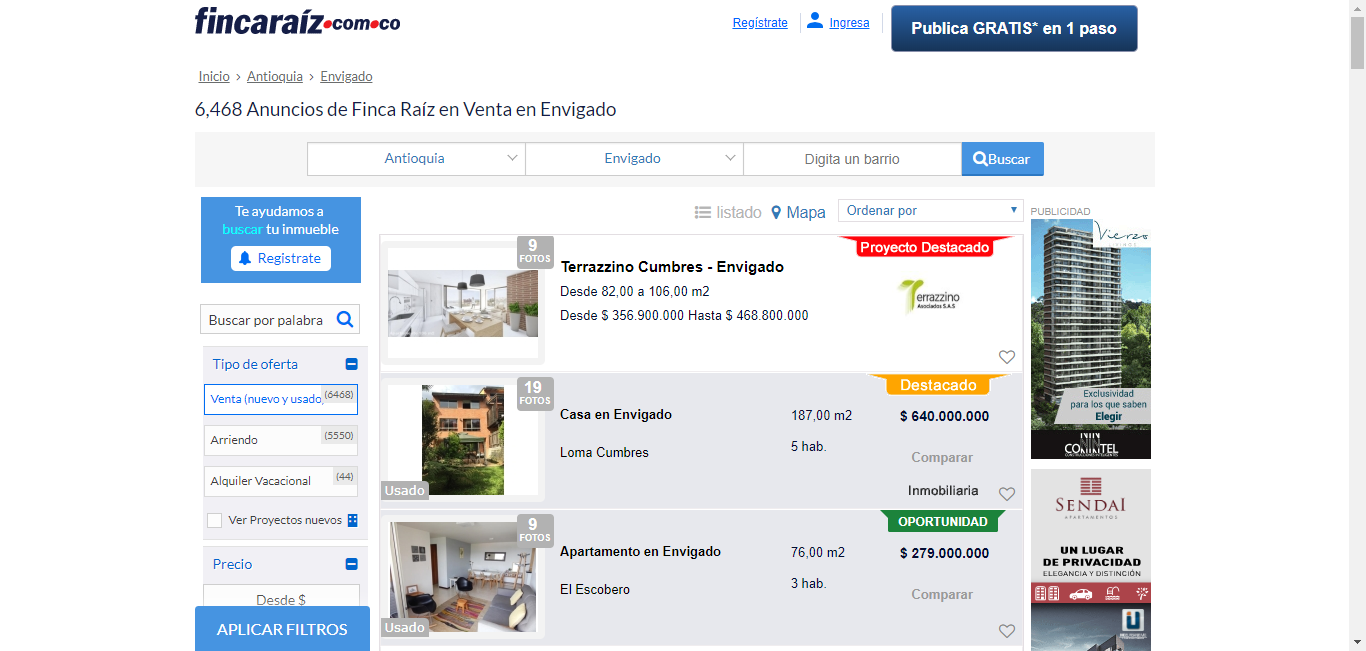 fincaraíz.com.co
Regístrate
Ingresa
Publica GRATIS* en 1 paso
Inicio › Antioquia › Envigado
6,468 Anuncios de Finca Raíz en Venta en Envigado
Antioquia
Envigado
Digita un barrio
Buscar
Te ayudamos a
buscar tu inmueble
Registrate
Buscar por palabra
Tipo de oferta
Venta (nuevo y usado)
(6468)
Arriendo
(5550)
Alquiler Vacacional
(44)
Ver Proyectos nuevos
Precio
Desde $
APLICAR FILTROS
listado
Mapa
Ordenar por
9
FOTOS
Terrazzino Cumbres - Envigado
Desde 82,00 a 106,00 m2
Desde $ 356.900.000 Hasta $ 468.800.000
Proyecto Destacado
Terrazzino
Asociados S.A.S
19
FOTOS
Usado
Casa en Envigado
Loma Cumbres
187,00 m2
5 hab.
Destacado
$ 640.000.000
Comparar
Inmobiliaria
9
FOTOS
Usado
Apartamento en Envigado
El Escobero
76,00 m2
3 hab.
OPORTUNIDAD
$ 279.000.000
Comparar
PUBLICIDAD
Vierzo
Exclusividad
para los que saben
Elegir
CONINTEL
CONSTRUCCIONES INTELIGENTES
SENDAI
APARTAMENTOS
UN LUGAR
DE PRIVACIDAD
ELEGANCIA Y DISTINCIÓN